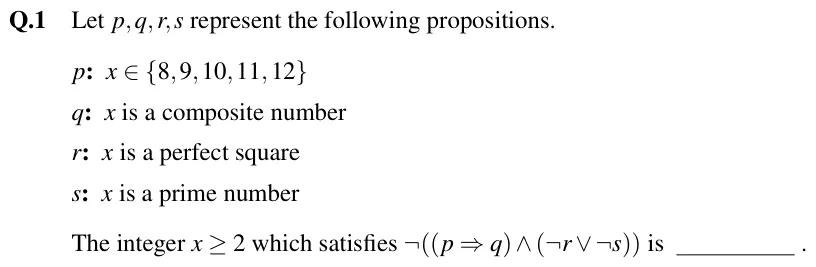 Q.1 Let p,q,r,s represent the following propositions.
p: x ∈ {8,9,10,11,12}
q: x is a composite number
r: x is a perfect square
s: x is a prime number
The integer x ≥ 2 which satisfies ¬((p ⇒ q) ∧ (¬r ∨ ¬s)) is __________ .